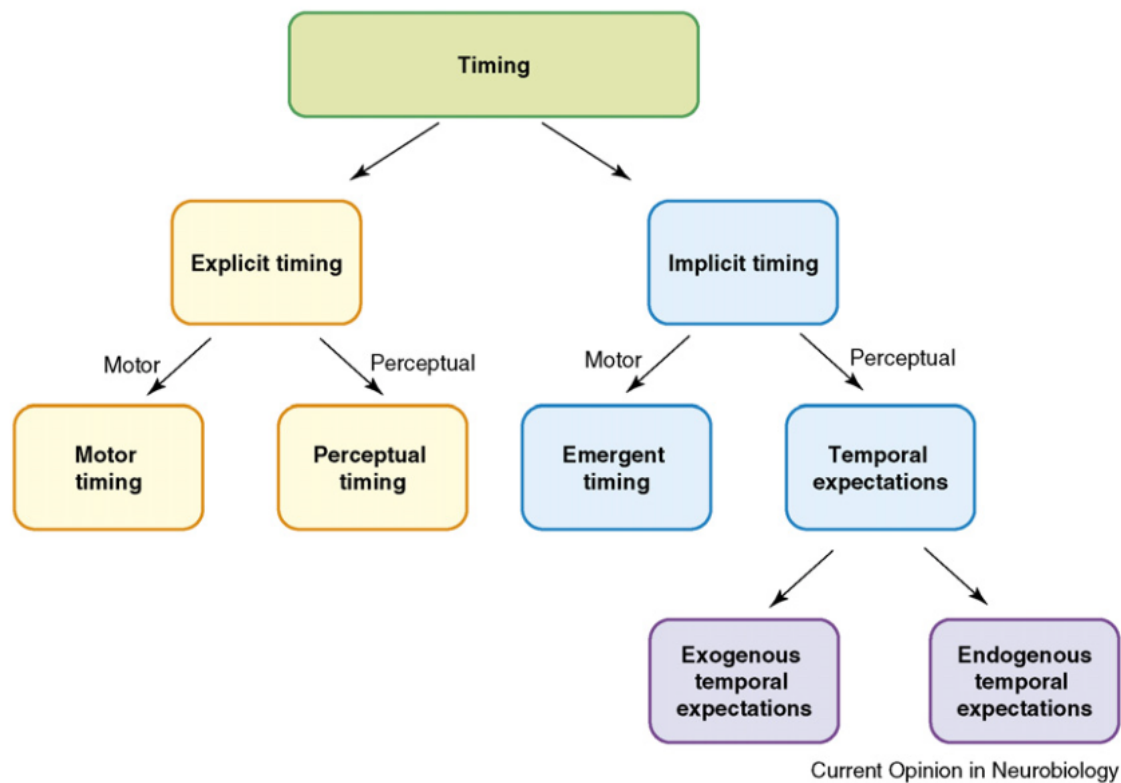 Timing
Explicit timing
Implicit timing
Motor
Perceptual
Motor
Perceptual
Motor
timing
Perceptual
timing
Emergent
timing
Temporal
expectations
Exogenous
temporal
expectations
Endogenous
temporal
expectations
Current Opinion in Neurobiology